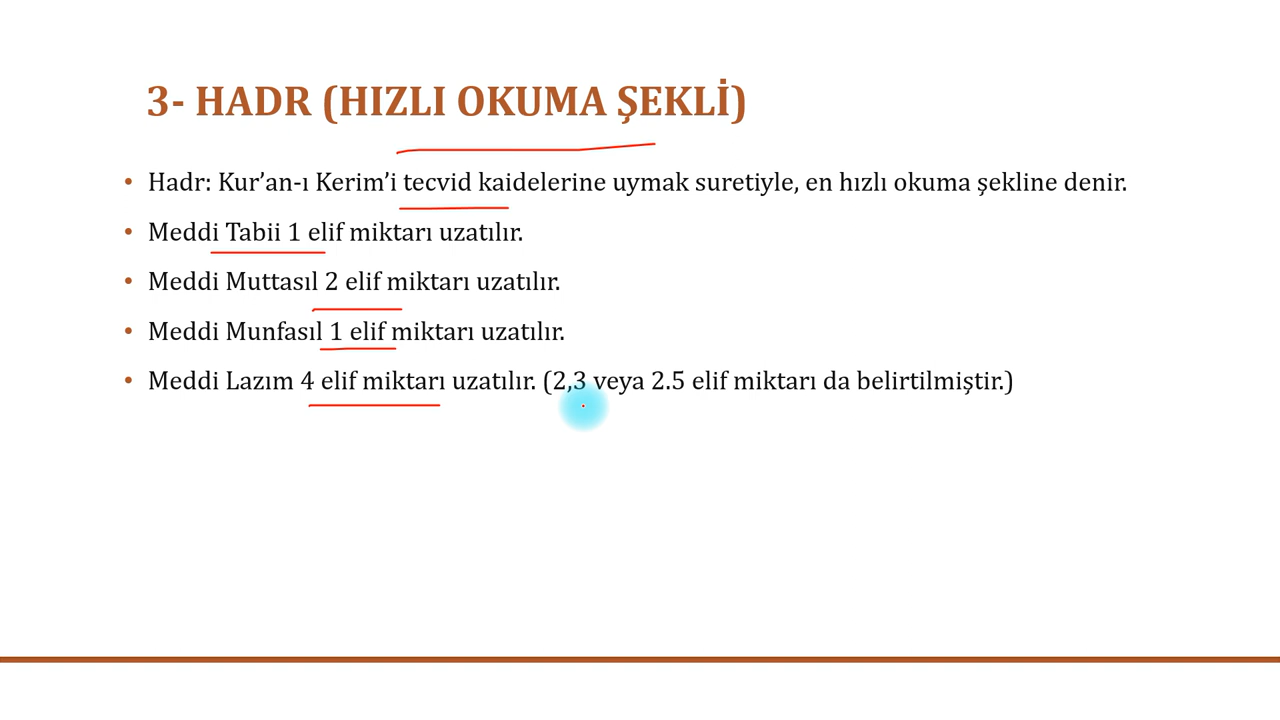 3- HADR (HIZLI OKUMA ŞEKLİ)
• Hadr: Kur’an-ı Kerim’i tecvid kaidelerine uymak suretiyle, en hızlı okuma şekline denir.
• Meddi Tabii 1 elif miktarı uzatılır.
• Meddi Muttasıl 2 elif miktarı uzatılır.
• Meddi Munfasıl 1 elif miktarı uzatılır.
• Meddi Lazım 4 elif miktarı uzatılır. (2,3 veya 2.5 elif miktarı da belirtilmiştir.)